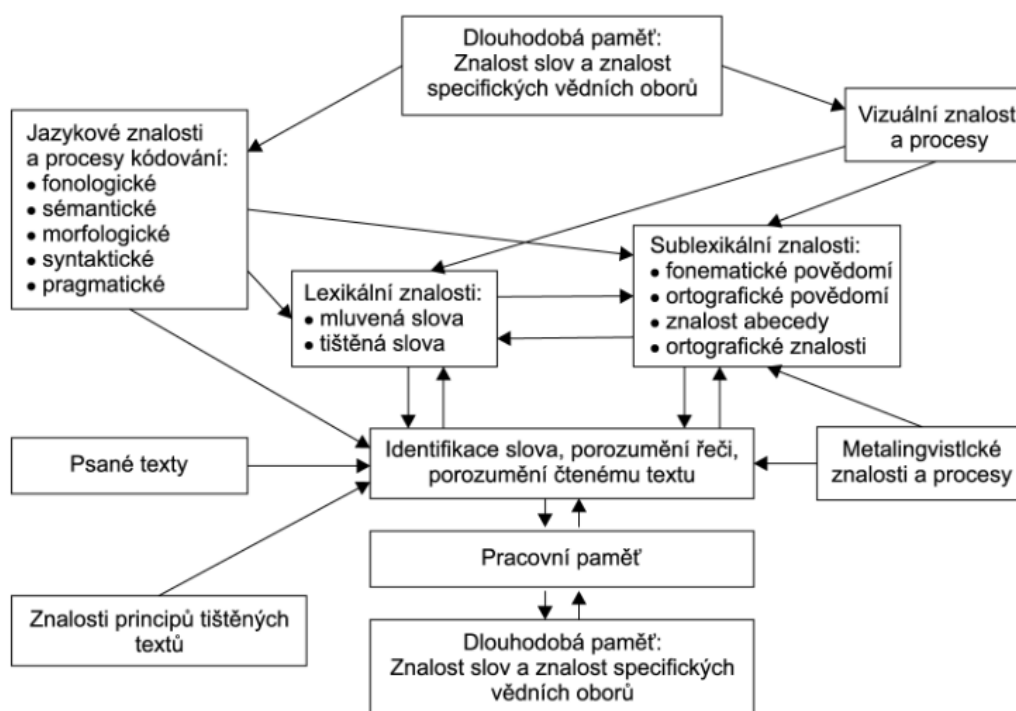 Dlouhodobá paměť:
Znalost slov a znalost
specifických vědních oborů
Vizuální znalost
a procesy
Jazykové znalosti
a procesy kódování:
• fonologické
• sémantické
• morfologické
• syntaktické
• pragmatické
Sublexikální znalosti:
• fonematické povědomí
• ortografické povědomí
• znalost abecedy
• ortografické znalosti
Lexikální znalosti:
• mluvená slova
• tištěná slova
Psané texty
Identifikace slova, porozumění řeči,
porozumění čtenému textu
Metalingvistlcké
znalosti a procesy
Pracovní paměť
Znalosti principů tištěných
textů
Dlouhodobá paměť:
Znalost slov a znalost specifických
vědních oborů